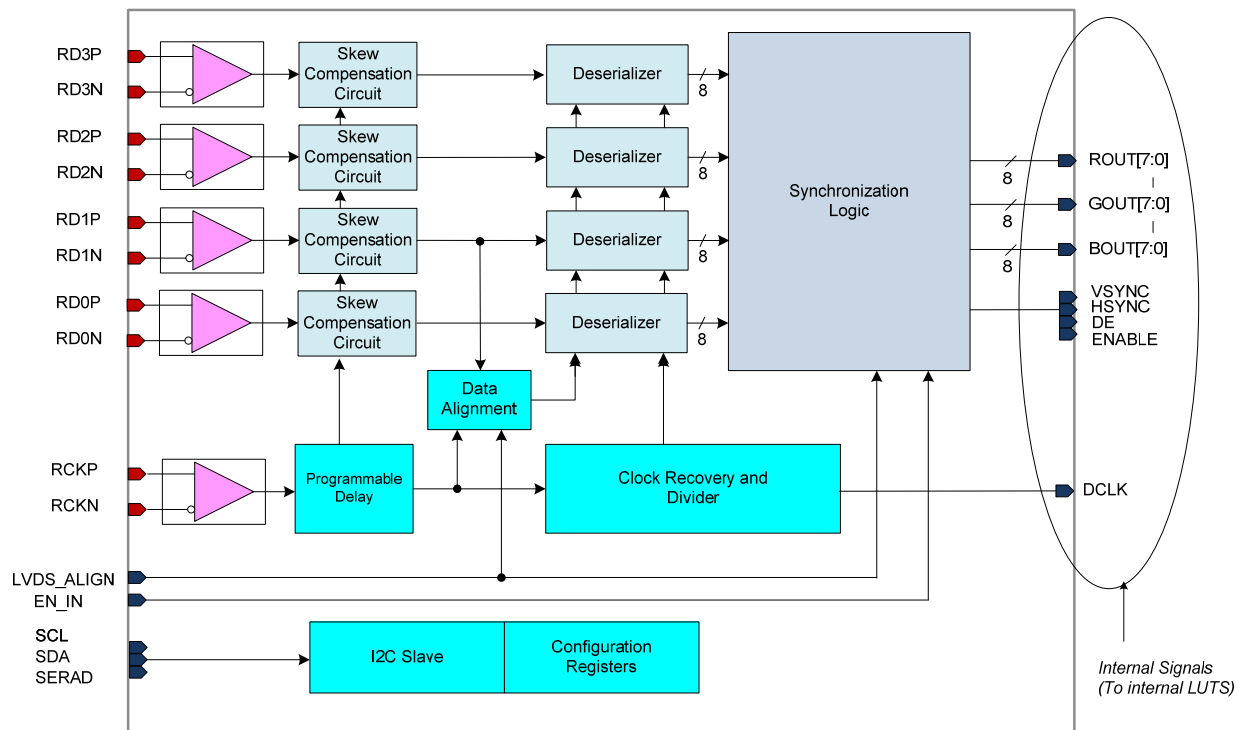 RD3P
RD3N
RD2P
RD2N
RD1P
RD1N
RD0P
RD0N
RCKP
RCKN
LVDS_ALIGN
EN_IN
SCL
SDA
SERAD
Skew
Compensation
Circuit
Skew
Compensation
Circuit
Skew
Compensation
Circuit
Skew
Compensation
Circuit
Programmable
Delay
Data
Alignment
Deserializer
8
Deserializer
8
Deserializer
8
Deserializer
8
Clock Recovery and
Divider
I2C Slave
Configuration
Registers
Synchronization
Logic
8
8
8
ROUT[7:0]
GOUT[7:0]
BOUT[7:0]
VSYNC
HSYNC
DE
ENABLE
DCLK
Internal Signals
(To internal LUTS)